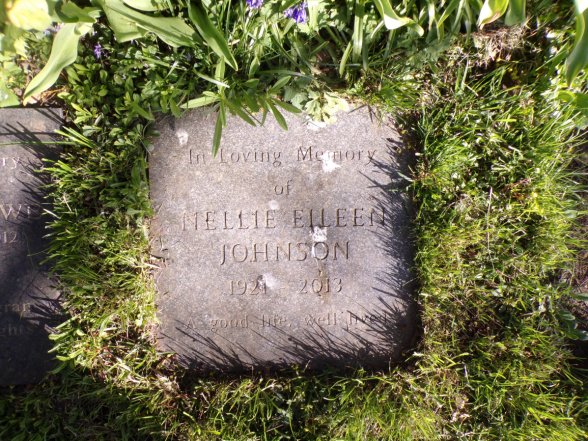 In Loving Memory
of
NELLIE EILEEN
JOHNSON
1921 2013
A good life, well lived